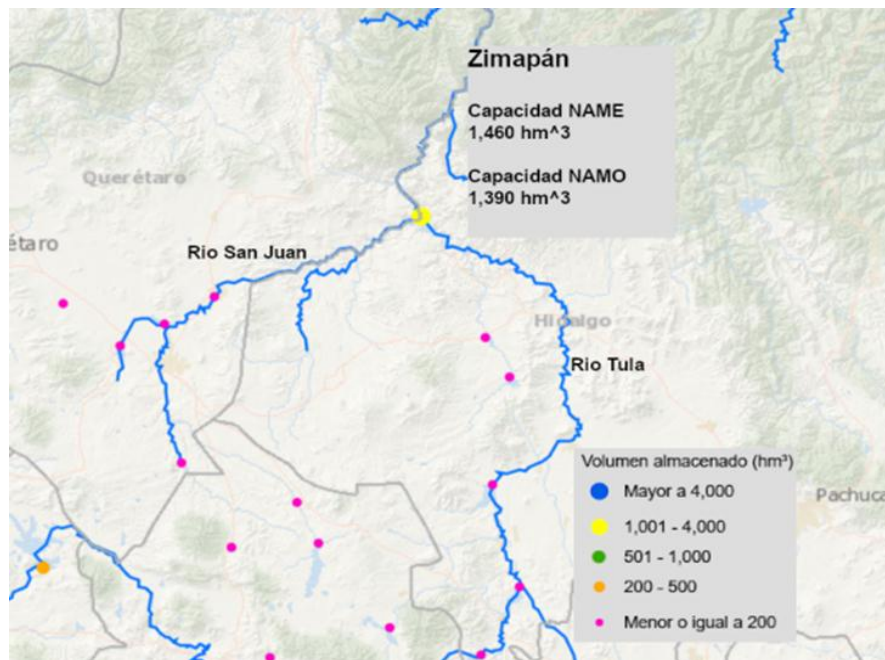 Zimapán
Capacidad NAME
1,460 hm^3
Capacidad NAMO
1,390 hm^3
Querétaro
étaro
Rio San Juan
Hidalgo
Rio Tula
Volumen almacenado (hm³)
Mayor a 4,000
1,001 - 4,000
501 - 1,000
200 - 500
Menor o igual a 200
Pachuca